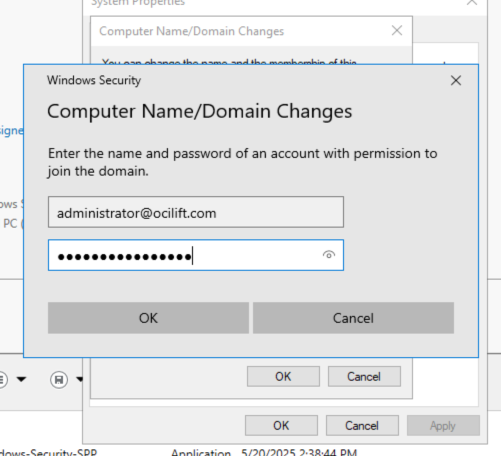 System Properties
Computer Name/Domain Changes
You can change the name and the membership of this
Windows Security
Computer Name/Domain Changes
Enter the name and password of an account with permission to
join the domain.
administrator@ocilift.com
●●●●●●●●●●●●●●●●
OK Cancel
OK Cancel
OK Cancel Apply
dows-Security-SPP Application 5/20/2025 2:38:44 PM
signe
ows S
PC (